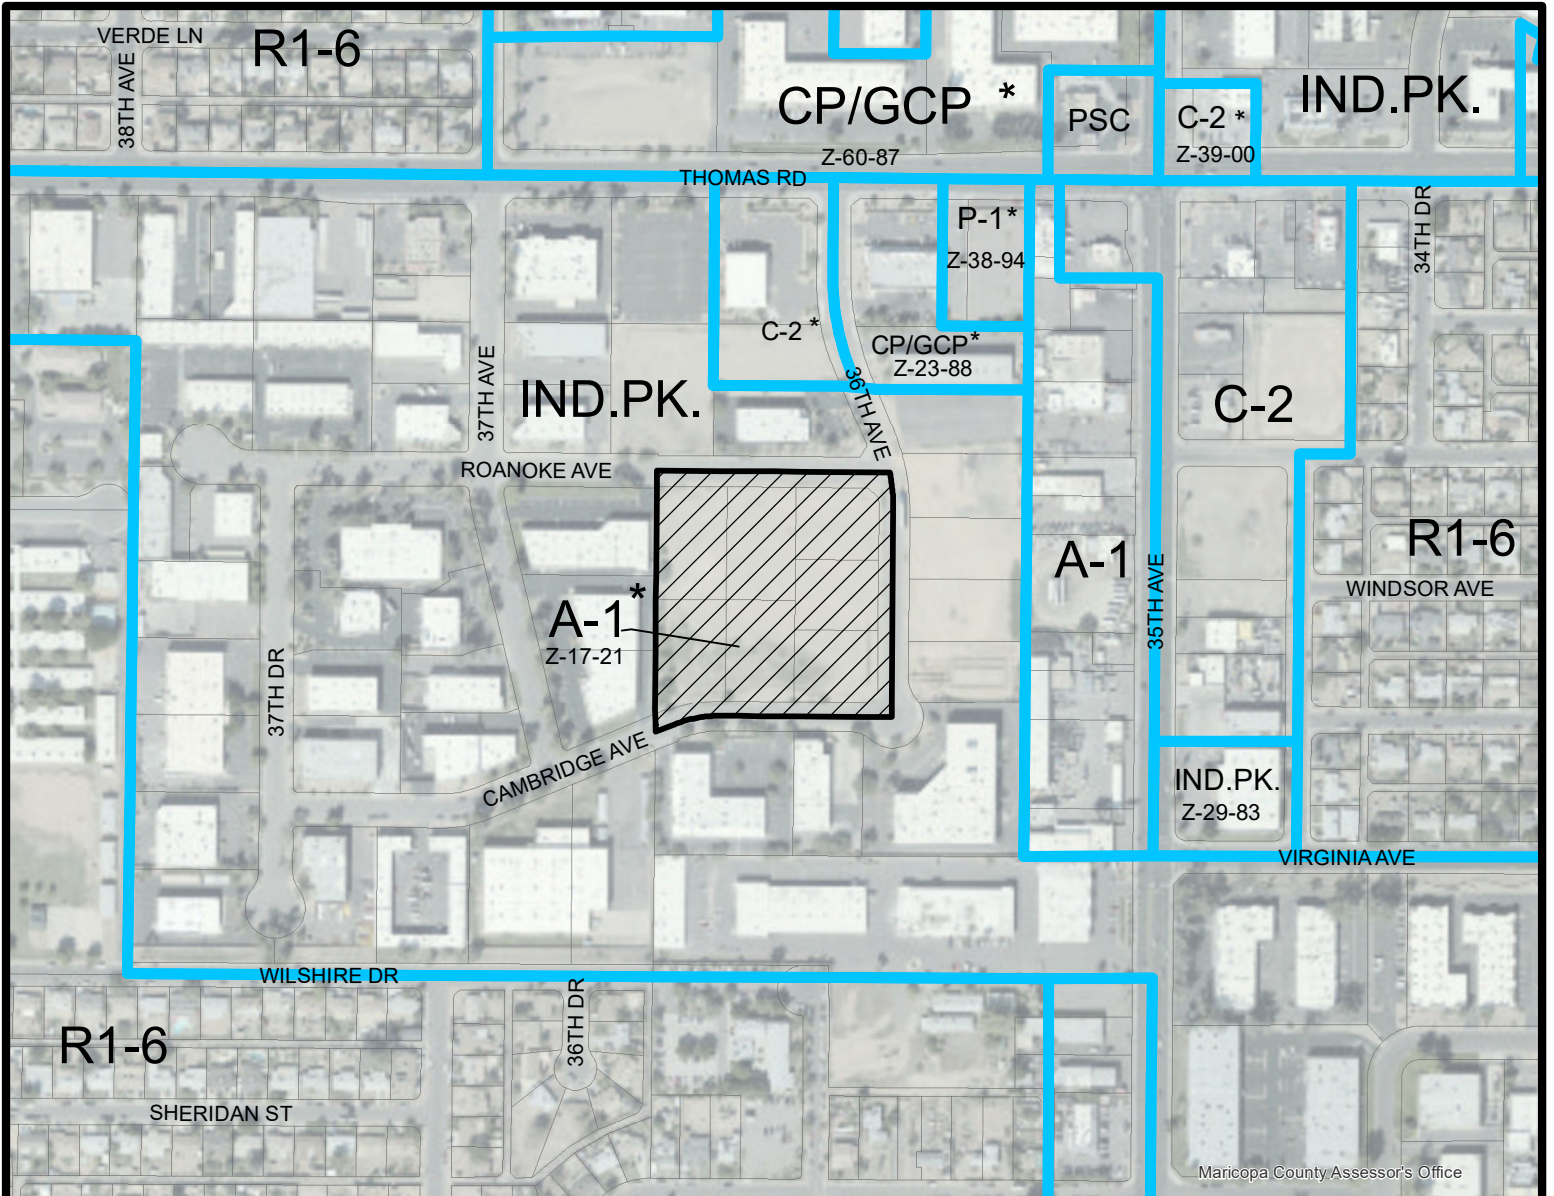 VERDE LN
R1-6
38TH AVE
CP/GCP *
Z-60-87
PSC
C-2 *
Z-39-00
IND.PK.
THOMAS RD
P-1*
Z-38-94
34TH DR
C-2 *
CP/GCP*
Z-23-88
37TH AVE
IND.PK.
36TH AVE
C-2
ROANOKE AVE
A-1
R1-6
WINDSOR AVE
A-1*
Z-17-21
35TH AVE
37TH DR
CAMBRIDGE AVE
IND.PK.
Z-29-83
VIRGINIA AVE
WILSHIRE DR
36TH DR
R1-6
SHERIDAN ST
Maricopa County Assessor's Office